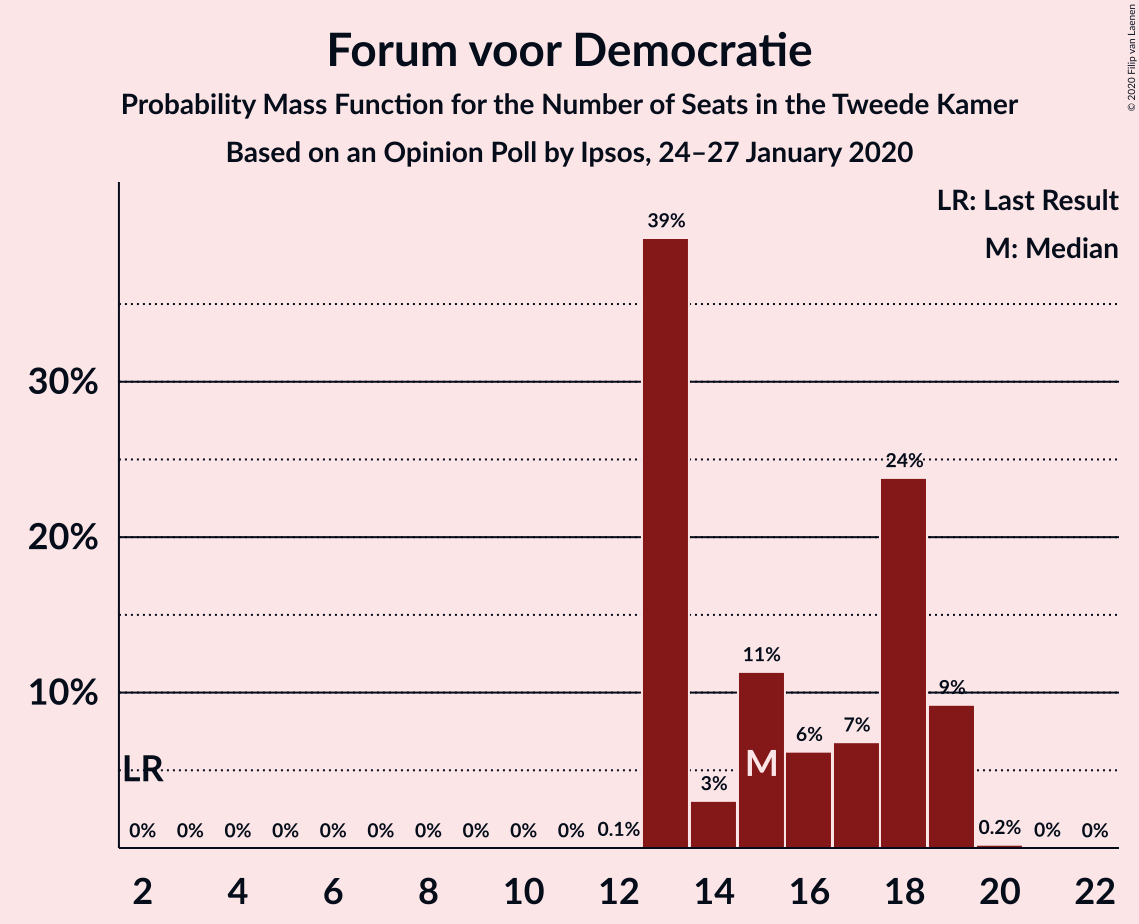 Forum voor Democratie
Probability Mass Function for the Number of Seats in the Tweede Kamer
Based on an Opinion Poll by Ipsos, 24–27 January 2020
© 2020 Filip van Laenen
LR: Last Result
M: Median
39%
30%
24%
20%
11%
10%
9%
7%
6%
3%
M
LR
0% 0% 0% 0% 0% 0% 0% 0% 0% 0% 0.1% 0.2% 0% 0%
2 4 6 8 10 12 14 16 18 20 22